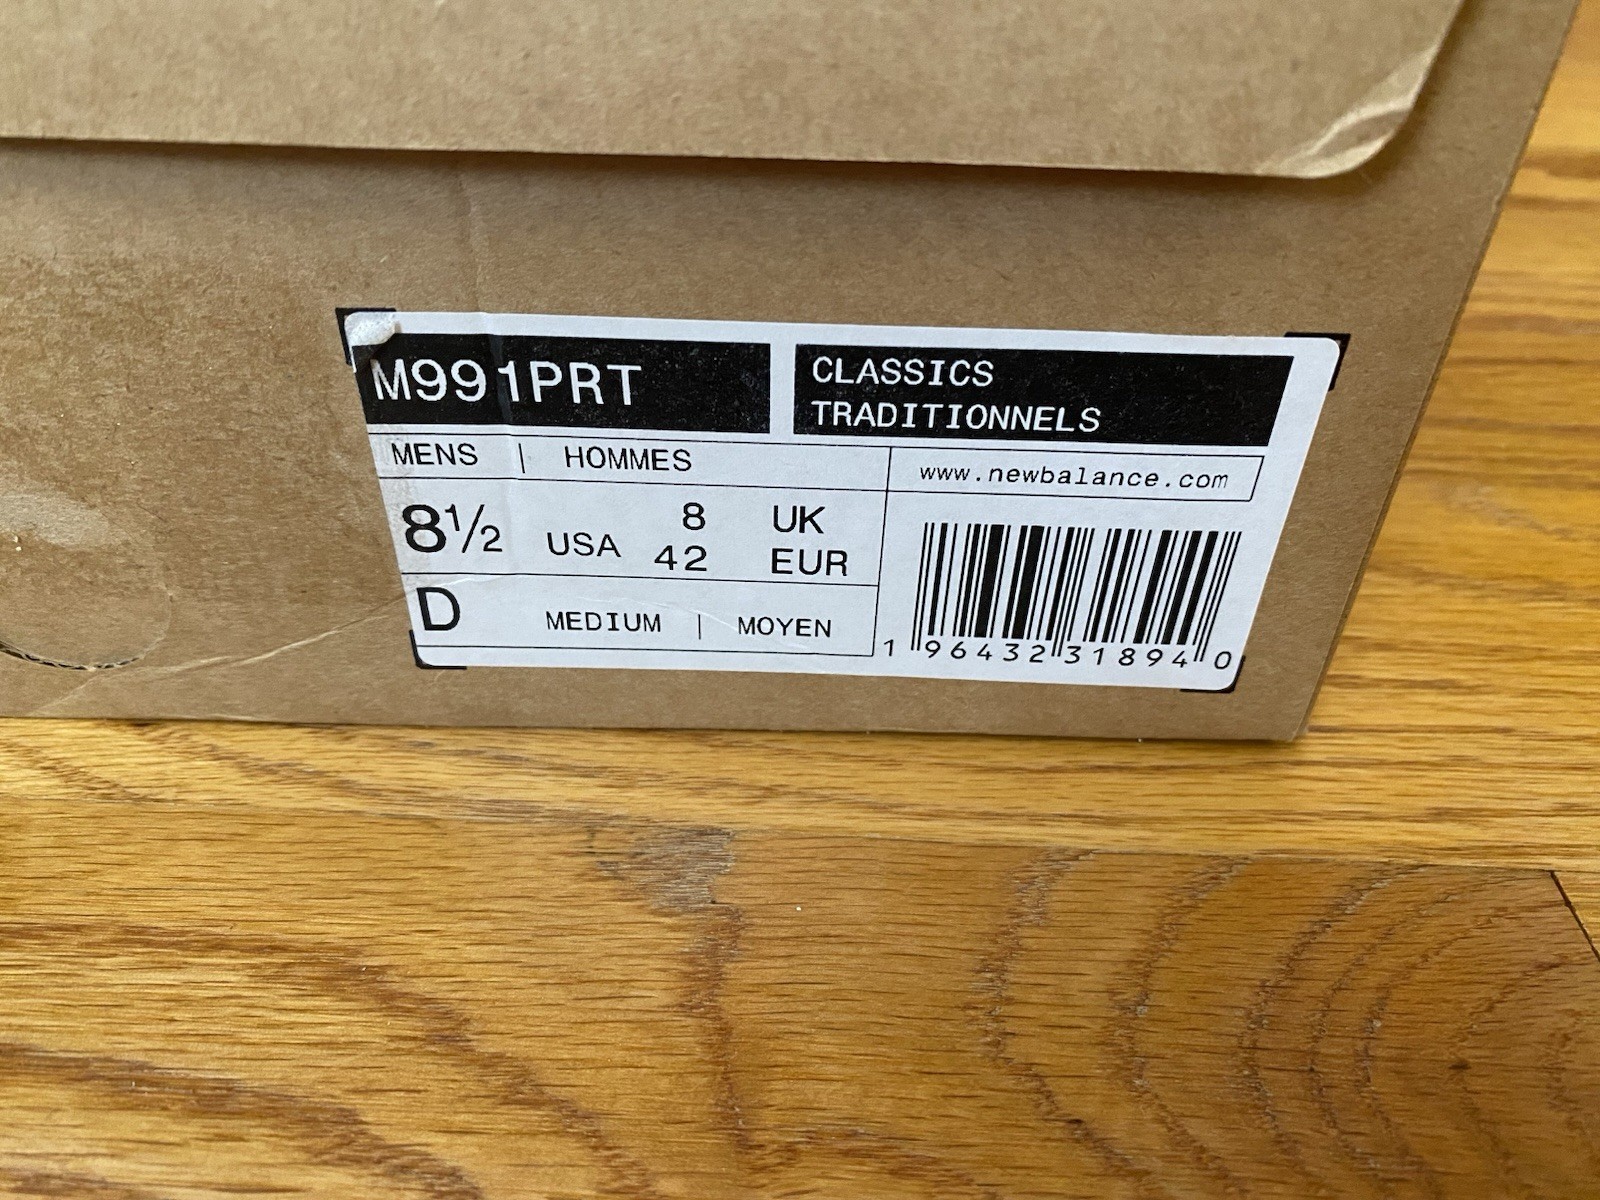 M991PRT
CLASSICS
TRADITIONNELS
MENS | HOMMES
www.newbalance.com
8½ USA 8 UK
42 EUR
D MEDIUM | MOYEN
1 96432 31894 0